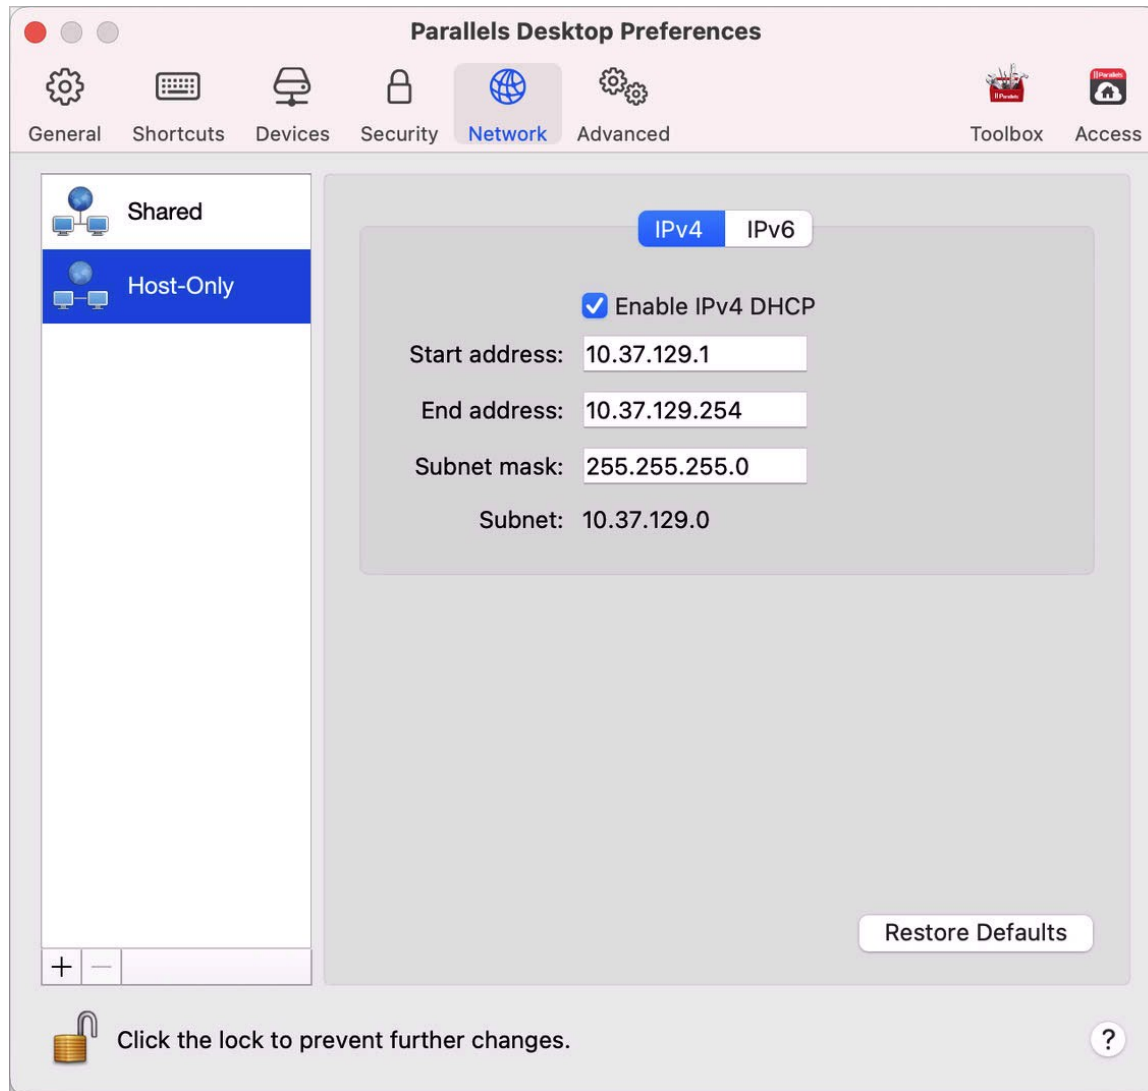 Parallels Desktop Preferences
General Shortcuts Devices Security Network Advanced Toolbox Access
Shared
Host-Only
IPv4 IPv6
Enable IPv4 DHCP
Start address: 10.37.129.1
End address: 10.37.129.254
Subnet mask: 255.255.255.0
Subnet: 10.37.129.0
Restore Defaults
+ −
Click the lock to prevent further changes.
?